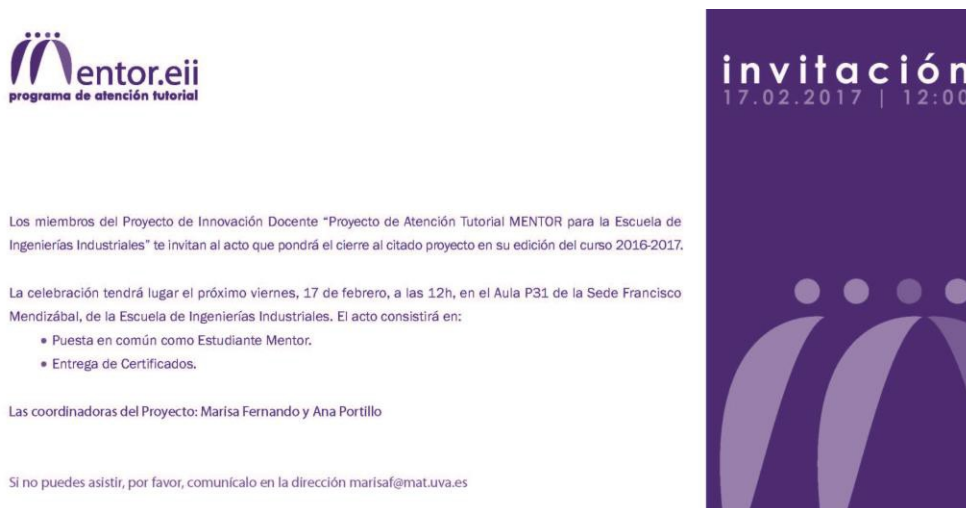 Mentor.eii
programa de atención tutorial
invitación
17.02.2017 | 12:00
Los miembros del Proyecto de Innovación Docente “Proyecto de Atención Tutorial MENTOR para la Escuela de
Ingenierías Industriales” te invitan al acto que pondrá el cierre al citado proyecto en su edición del curso 2016-2017.
La celebración tendrá lugar el próximo viernes, 17 de febrero, a las 12h, en el Aula P31 de la Sede Francisco
Mendizábal, de la Escuela de Ingenierías Industriales. El acto consistirá en:
• Puesta en común como Estudiante Mentor.
• Entrega de Certificados.
Las coordinadoras del Proyecto: Marisa Fernando y Ana Portillo
Si no puedes asistir, por favor, comunícalo en la dirección marisaf@mat.uva.es